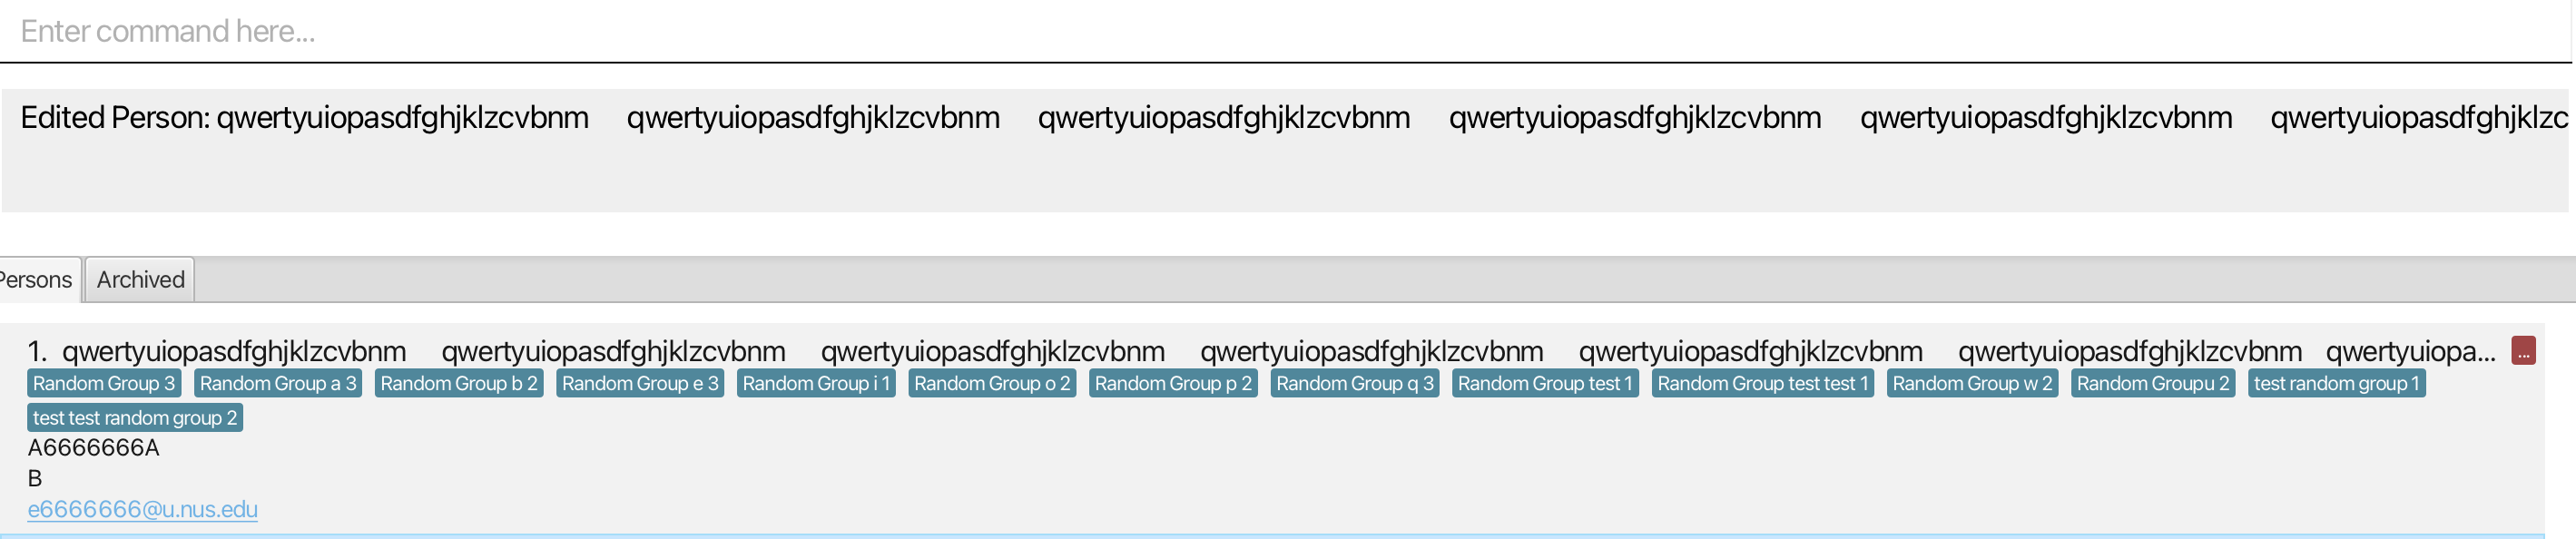 Enter command here...
Edited Person: qwertyuiopasdfghjklzcvbnm qwertyuiopasdfghjklzcvbnm qwertyuiopasdfghjklzcvbnm qwertyuiopasdfghjklzcvbnm qwertyuiopasdfghjklzcvbnm qwertyuiopasdfghjklzc
Persons Archived
1. qwertyuiopasdfghjklzcvbnm qwertyuiopasdfghjklzcvbnm qwertyuiopasdfghjklzcvbnm qwertyuiopasdfghjklzcvbnm qwertyuiopasdfghjklzcvbnm qwertyuiopasdfghjklzcvbnm qwertyuiopa... ...
Random Group 3 Random Group a 3 Random Group b 2 Random Group e 3 Random Group i 1 Random Group o 2 Random Group p 2 Random Group q 3 Random Group test 1 Random Group test test 1 Random Group w 2 Random Groupu 2 test random group 1
test test random group 2
A6666666A
B
e6666666@u.nus.edu